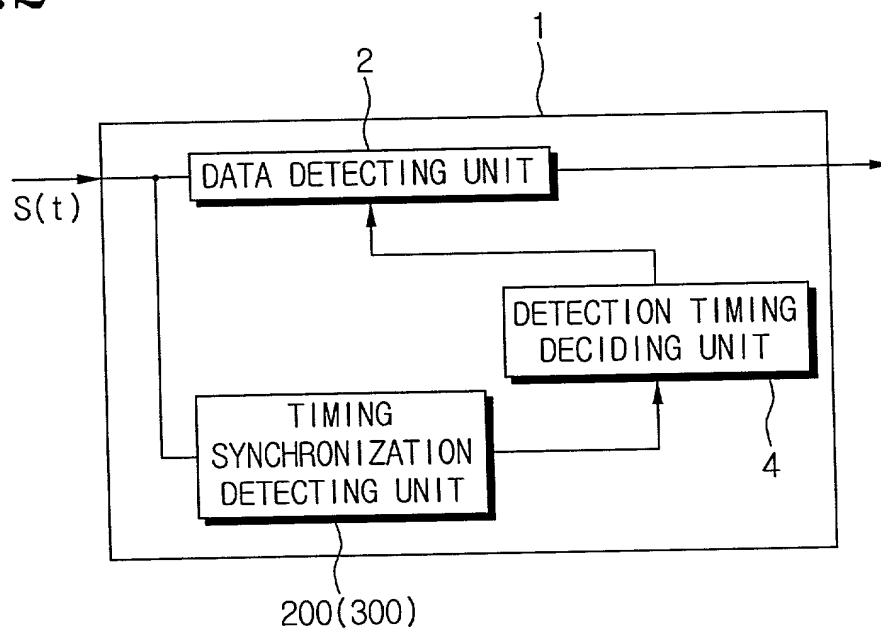 1
2
DATA DETECTING UNIT
S(t)
DETECTION TIMING
DECIDING UNIT
TIMING
SYNCHRONIZATION
DETECTING UNIT
4
200(300)